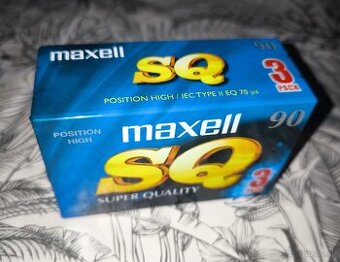 maxell
SQ
90
3
PACK
POSITION HIGH / IEC TYPE II EQ 70 µs
POSITION
HIGH
maxell
90
SQ
SUPER QUALITY
3